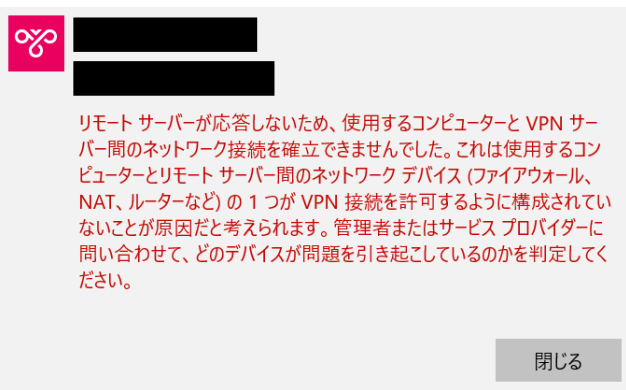 リモート サーバーが応答しないため、使用するコンピューターと VPN サー
バー間のネットワーク接続を確立できませんでした。これは使用するコン
ピューターとリモート サーバー間のネットワーク デバイス (ファイアウォール、
NAT、ルーターなど) の 1 つが VPN 接続を許可するように構成されてい
ないことが原因だと考えられます。管理者またはサービス プロバイダーに
問い合わせて、どのデバイスが問題を引き起こしているのかを判定してく
ださい。
閉じる